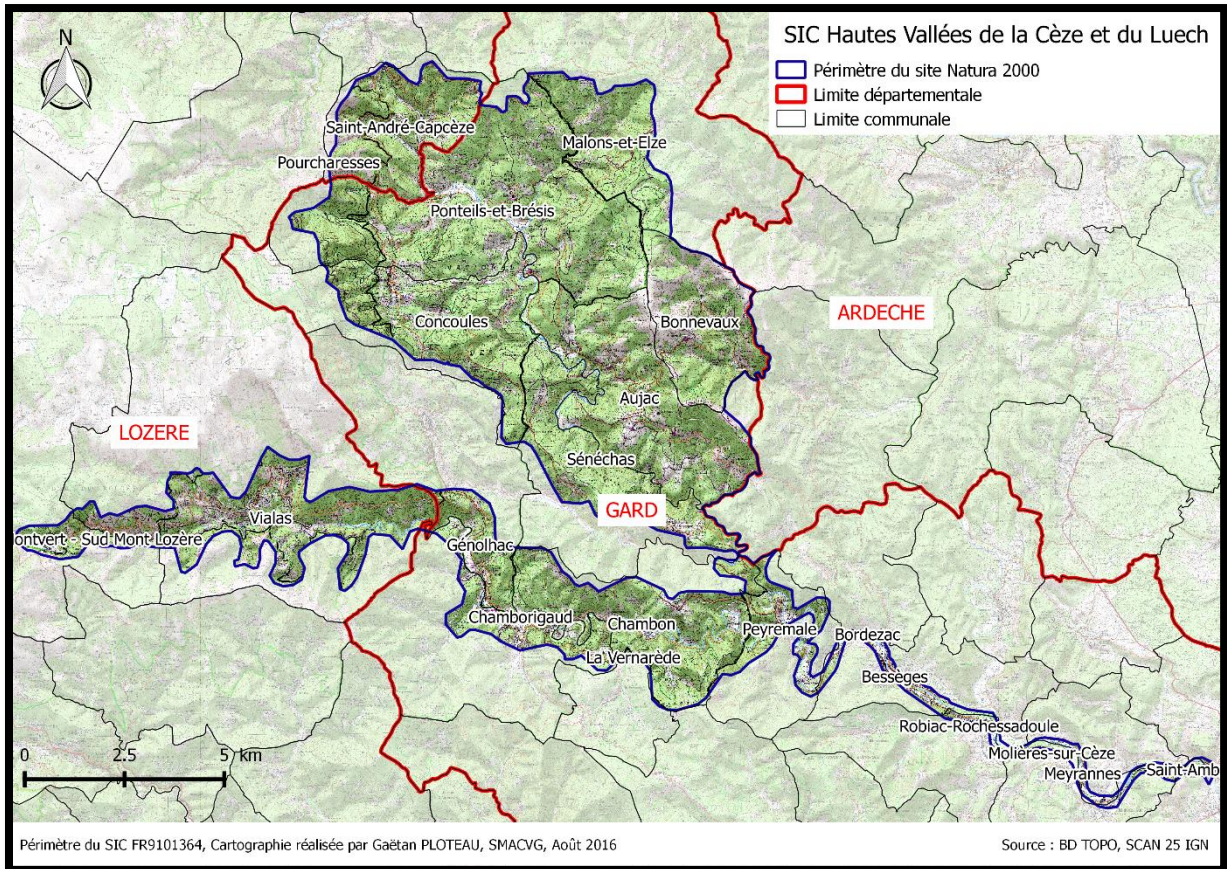 SIC Hautes Vallées de la Cèze et du Luech
Périmètre du site Natura 2000
Limite départementale
Limite communale
N
Saint-André-Capcèze
Malons-et-Elze
Pourcharesses
Ponteils-et-Brésis
ARDECHE
Concoules
Bonnevaux
Aujac
LOZERE
Sénéchas
GARD
Vialas
ontvert - Sud Mont Lozère
Génolhac
Chamborigaud
Chambon
Peyremale
Bordezac
La Vernarède
Bessèges
Robiac-Rochessadoule
Molières-sur-Cèze
Meyrannes
Saint-Amb
0 2.5 5 km
Périmètre du SIC FR9101364, Cartographie réalisée par Gaëtan PLOTEAU, SMACVG, Août 2016
Source : BD TOPO, SCAN 25 IGN